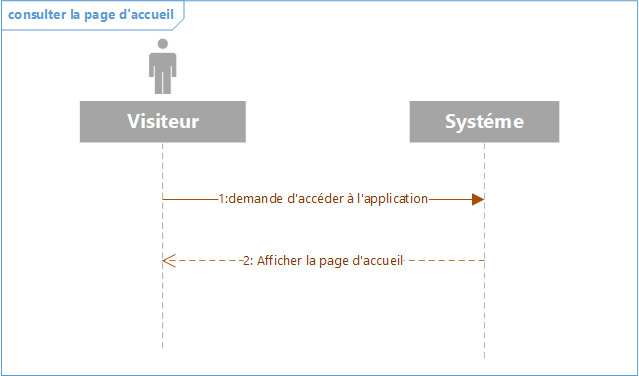 consulter la page d'accueil
Visiteur
Systéme
1:demande d'accéder à l'application
2: Afficher la page d'accueil